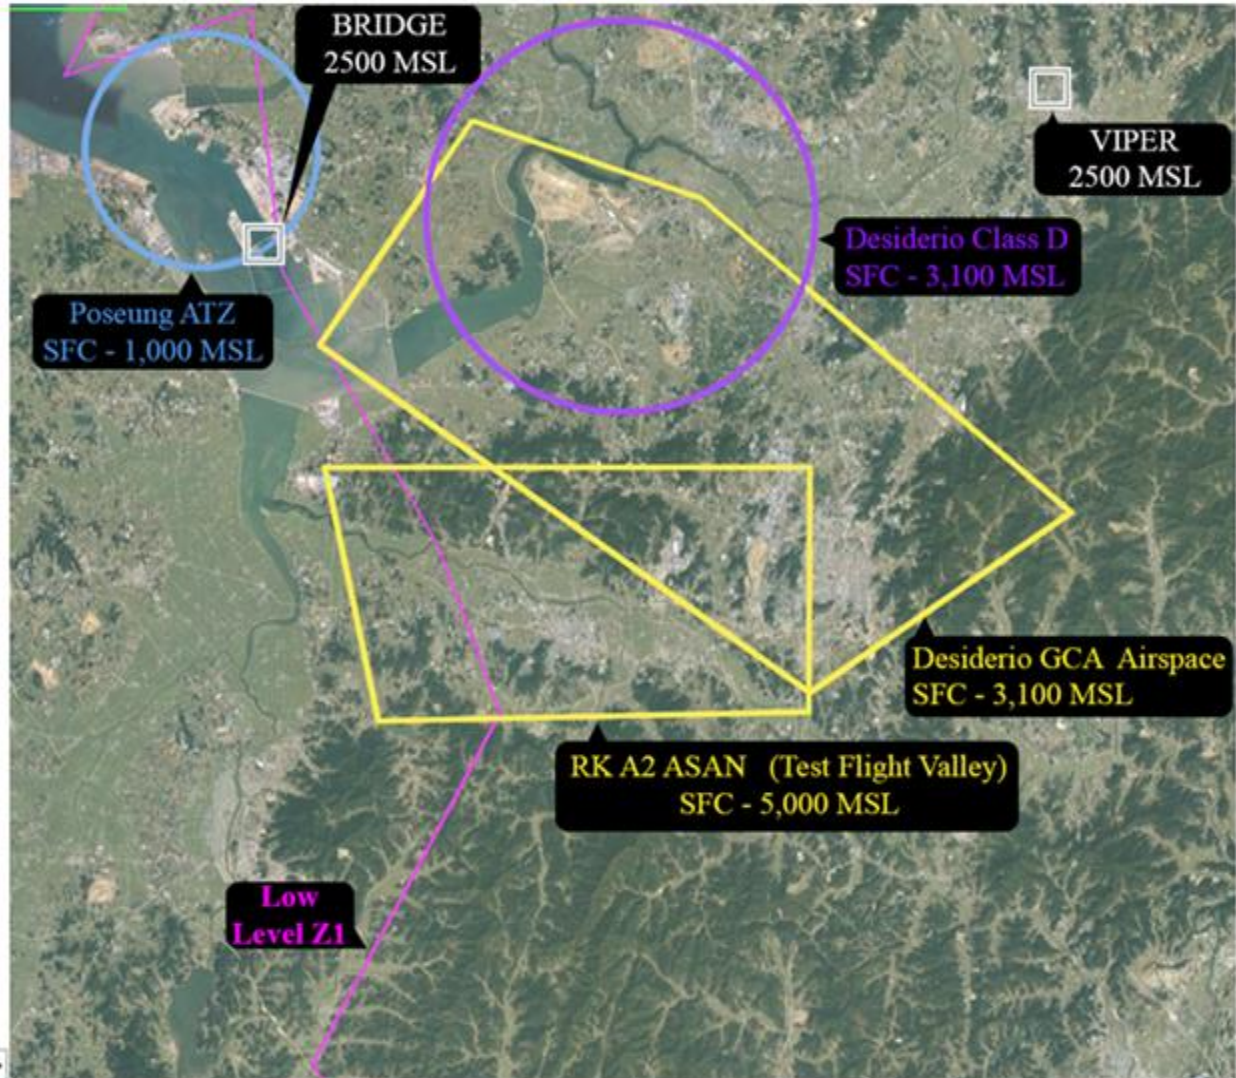 BRIDGE
2500 MSL
VIPER
2500 MSL
Desiderio Class D
SFC - 3,100 MSL
Poseung ATZ
SFC - 1,000 MSL
Desiderio GCA  Airspace
SFC - 3,100 MSL
RK A2 ASAN   (Test Flight Valley)
SFC - 5,000 MSL
Low
Level Z1